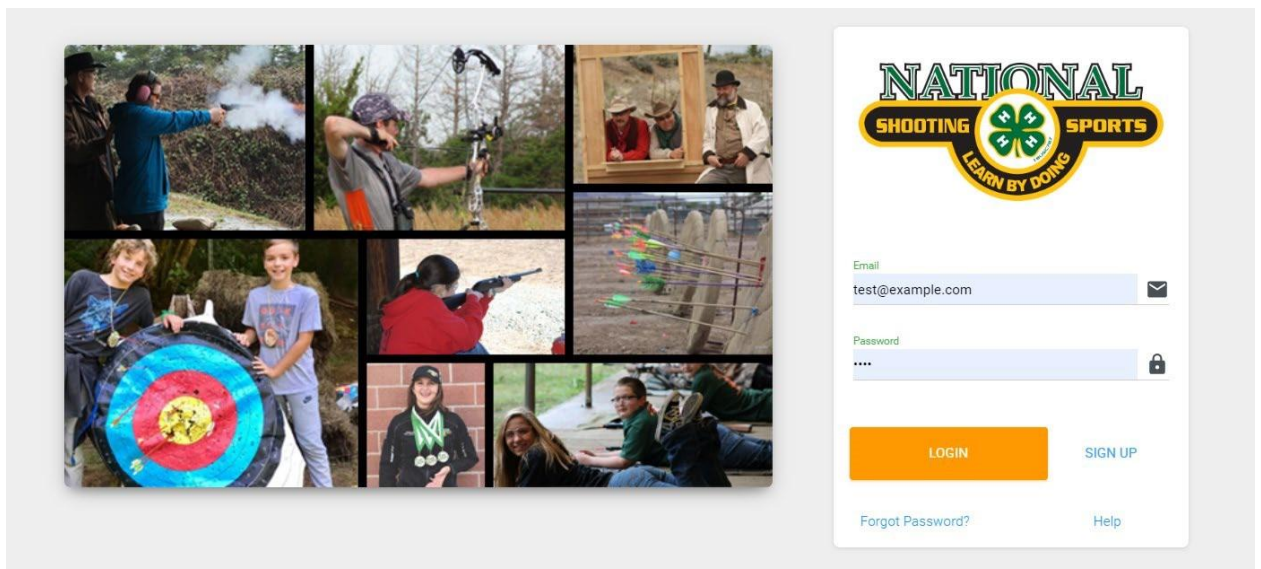 NATIONAL
SHOOTING SPORTS
H H H H
LEARN BY DOING
Email
test@example.com
Password
••••
LOGIN
SIGN UP
Forgot Password?
Help